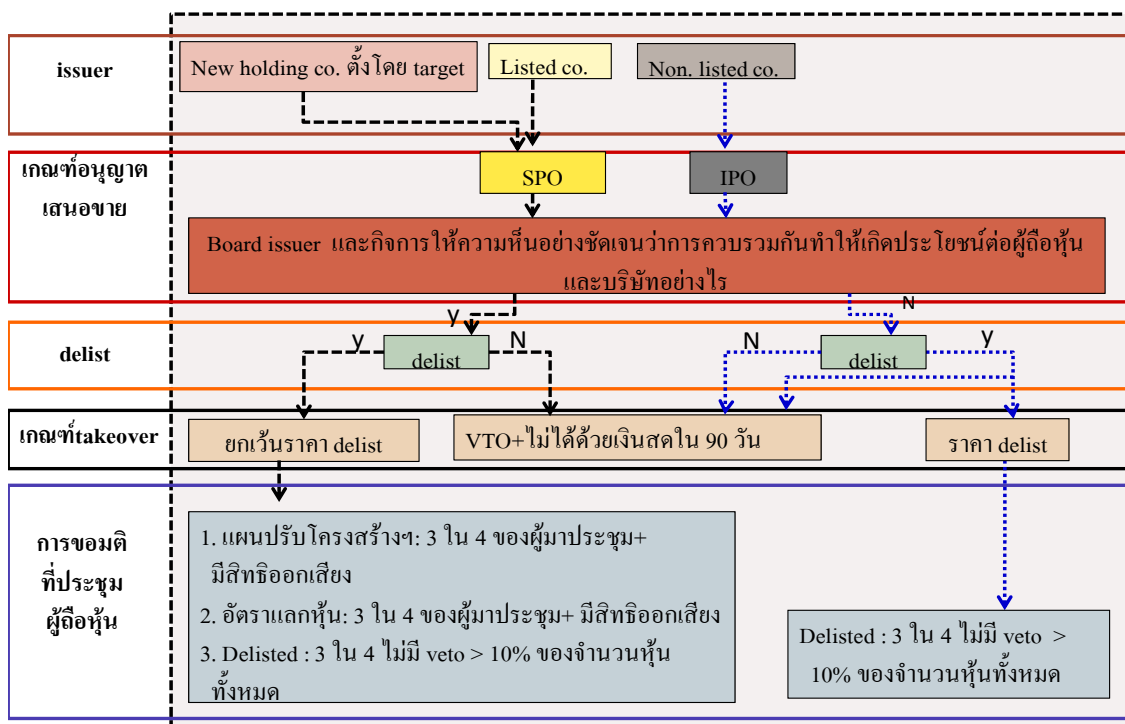 issuer
New holding co. ตั้งโดย target
Listed co.
Non. listed co.
เกณฑ์อนุญาต
เสนอขาย
SPO
IPO
Board issuer และกิจการให้ความห็นอย่างชัดเจนว่าการควบรวมกันทำให้เกิดประโยชน์ต่อผู้ถือหุ้น
และบริษัทอย่างไร
y
N
delist
y
delist
N
N
delist
y
เกณฑ์takeover
ยกเว้นราคา delist
VTO+ไม่ได้ด้วยเงินสดใน 90 วัน
ราคา delist
การขอมติ
ที่ประชุม
ผู้ถือหุ้น
1. แผนปรับโครงสร้างฯ: 3 ใน 4 ของผู้มาประชุม+
มีสิทธิออกเสียง
2. อัตราแลกหุ้น: 3 ใน 4 ของผู้มาประชุม+ มีสิทธิออกเสียง
3. Delisted : 3 ใน 4 ไม่มี veto > 10% ของจำนวนหุ้น
ทั้งหมด
Delisted : 3 ใน 4 ไม่มี veto >
10% ของจำนวนหุ้นทั้งหมด